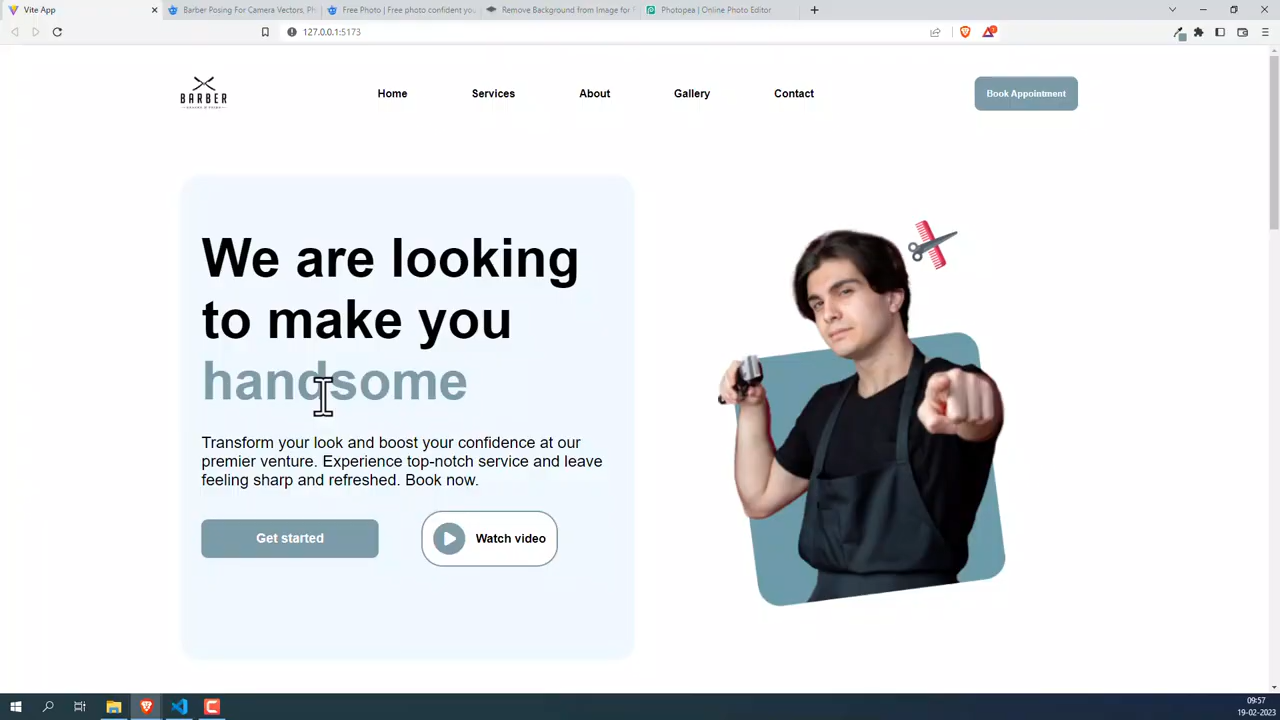 Vite App
Barber Posing For Camera Vectors, Ph
Free Photo | Free photo confident you
Remove Background from Image for
Photopea | Online Photo Editor
127.0.0.1:5173
BARBER
Home
Services
About
Gallery
Contact
Book Appointment
We are looking
to make you
handsome
Transform your look and boost your confidence at our
premier venture. Experience top-notch service and leave
feeling sharp and refreshed. Book now.
Get started
Watch video
09:57
19-02-2023